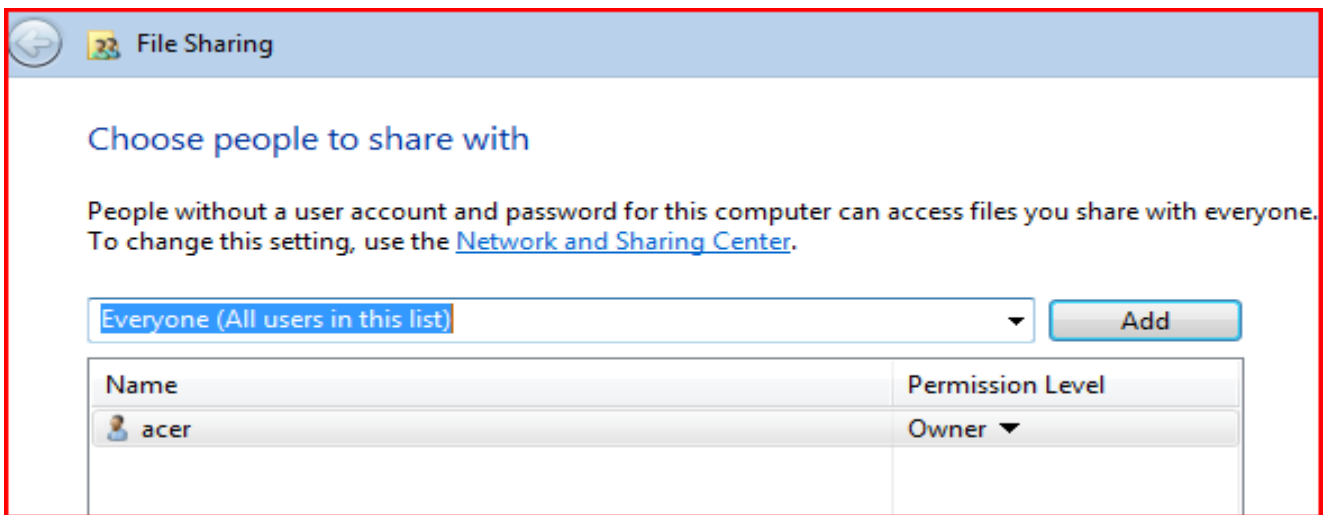 File Sharing
Choose people to share with
People without a user account and password for this computer can access files you share with everyone.
To change this setting, use the Network and Sharing Center.
Everyone (All users in this list) Add
Name Permission Level
acer Owner